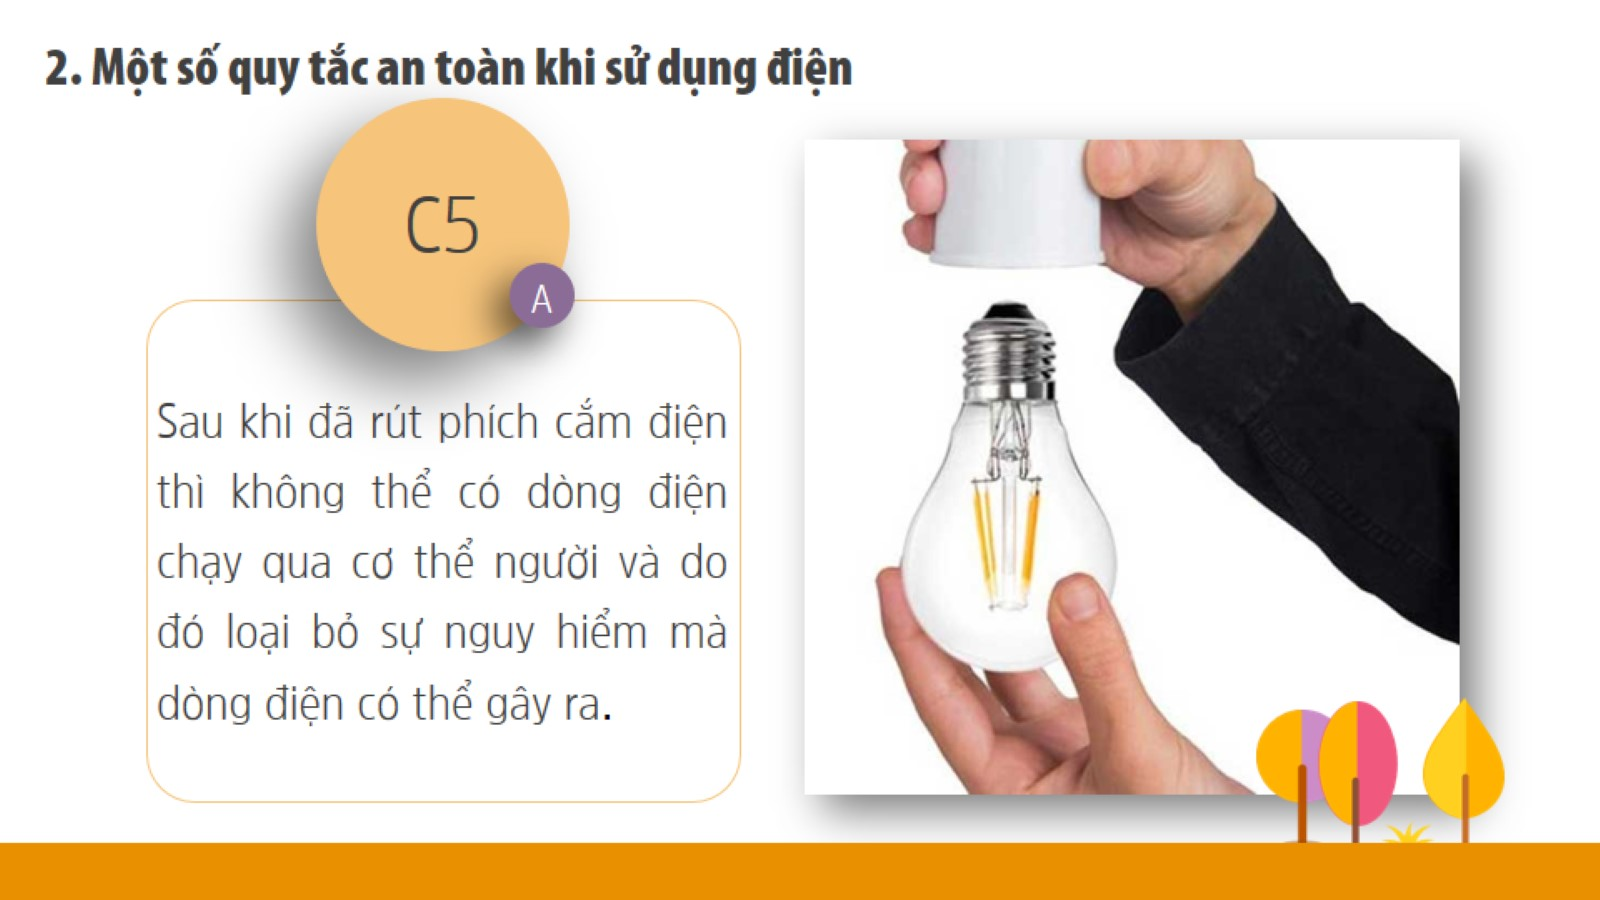 2. Một số quy tắc an toàn khi sử dụng điện
C5
A
Sau khi đã rút phích cắm điện
thì không thể có dòng điện
chạy qua cơ thể người và do
đó loại bỏ sự nguy hiểm mà
dòng điện có thể gây ra.